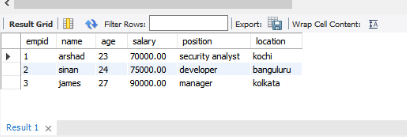 Result Grid Filter Rows: Export: Wrap Cell Content:
empid name age salary position location
1 arshad 23 70000.00 security analyst kochi
2 sinan 24 75000.00 developer banguluru
3 james 27 90000.00 manager kolkata
Result 1